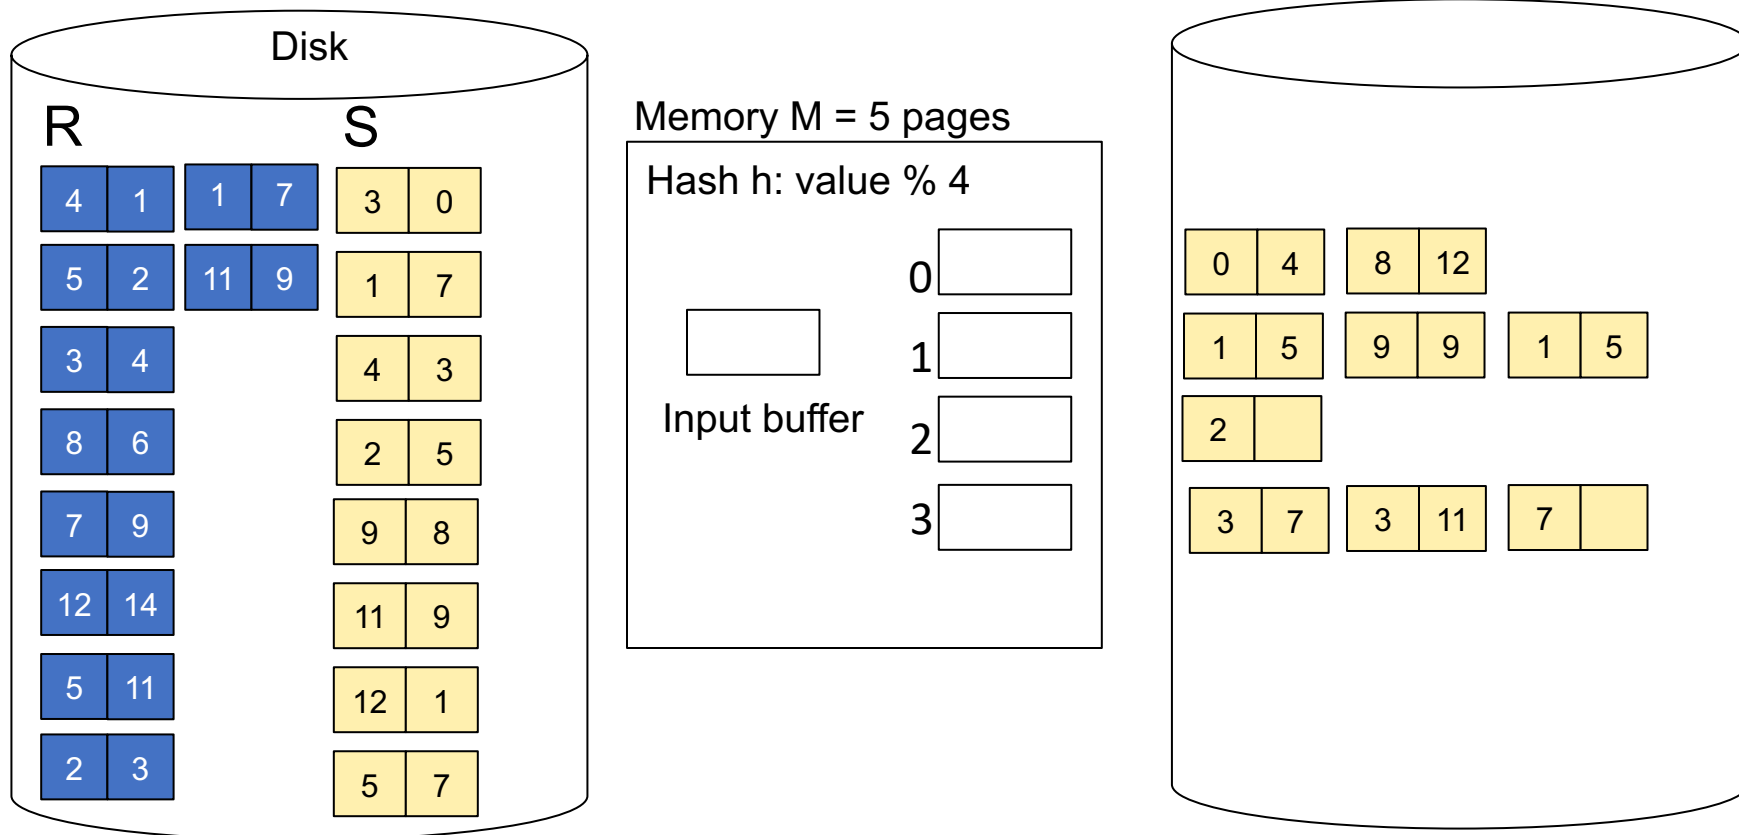 Disk
R S
4 1 1 7
5 2 11 9
3 4
8 6
7 9
12 14
5 11
2 3
3 0
1 7
4 3
2 5
9 8
11 9
12 1
5 7
Memory M = 5 pages
Hash h: value % 4
Input buffer
0
1
2
3
0 4 8 12
1 5 9 9 1 5
2
3 7 3 11 7